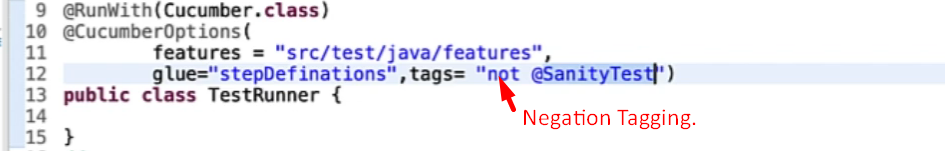 9 @RunWith(Cucumber.class)
10 @CucumberOptions(
11 features = "src/test/java/features",
12 glue="stepDefinations",tags= "not @SanityTest")
13 public class TestRunner {
14
15 }
Negation Tagging.